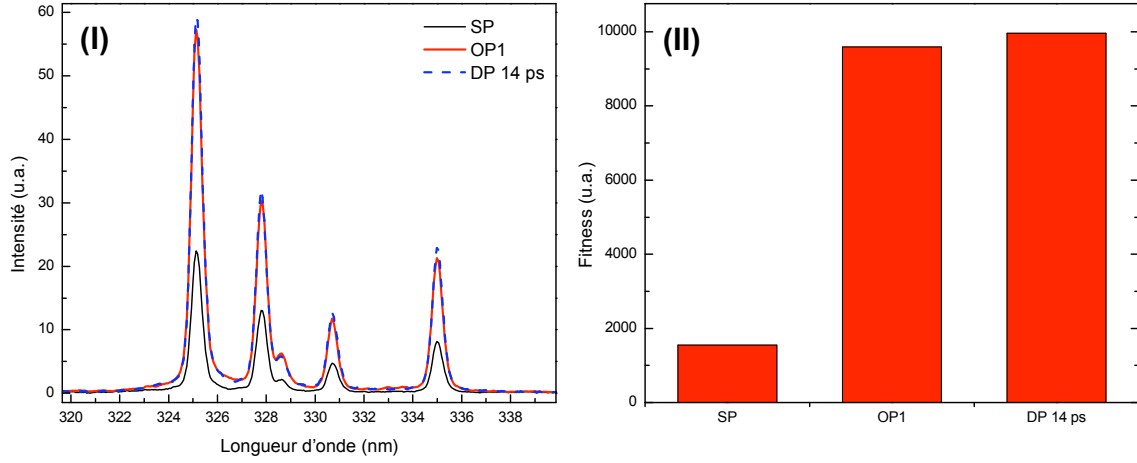 (I)
SP
OP1
DP 14 ps
60
50
40
30
20
10
0
Intensité (u.a.)
320 322 324 326 328 330 332 334 336 338
Longueur d'onde (nm)
(II)
10000
8000
6000
4000
2000
0
Fitness (u.a.)
SP OP1 DP 14 ps